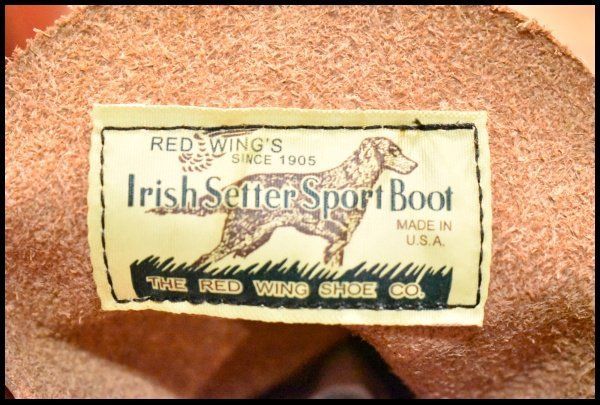 RED WING'S
SINCE 1905
Irish Setter Sport Boot
MADE IN
U.S.A.
THE RED WING SHOE CO.